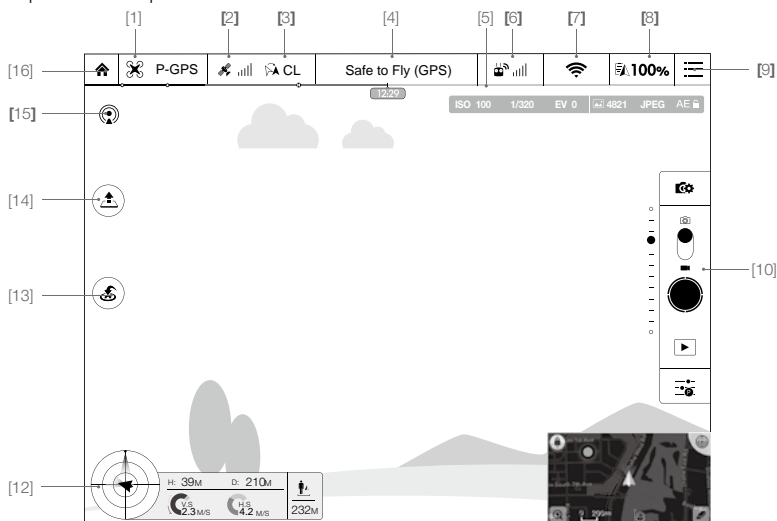 [1] [2] [3] [4] [5] [6] [7] [8]
[16] P-GPS CL Safe to Fly (GPS) 100% [9]
12:29
ISO 100 1/320 EV 0 4821 JPEG AE
[15]
[14]
[10]
[13]
[12]
H: 39M D: 210M
V.S 2.3 M/S H.S 4.2 M/S 232M
200m